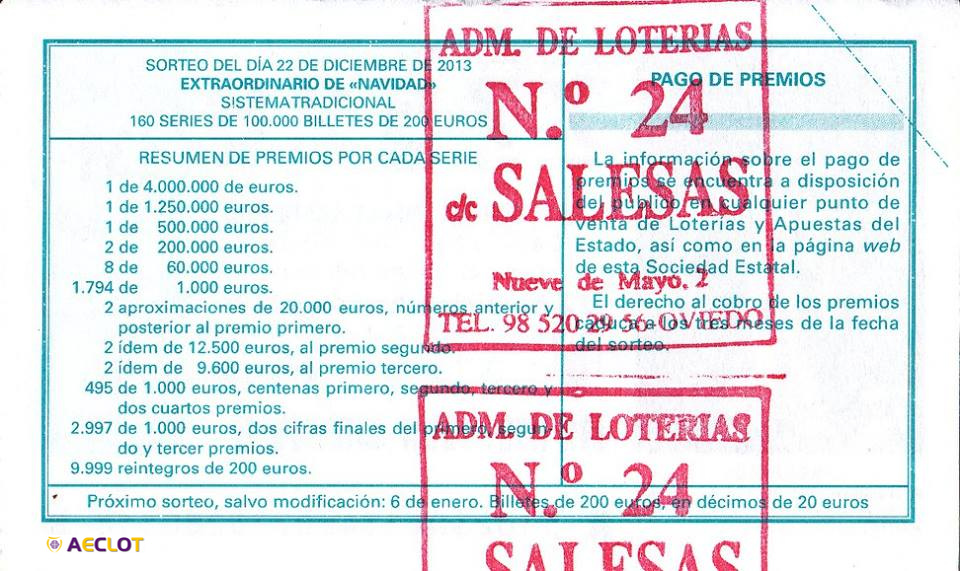 SORTEO DEL DÍA 22 DE DICIEMBRE DE 2013
EXTRAORDINARIO DE «NAVIDAD»
SISTEMA TRADICIONAL
160 SERIES DE 100.000 BILLETES DE 200 EUROS
RESUMEN DE PREMIOS POR CADA SERIE
1 de 4.000.000 de euros.
1 de 1.250.000 euros.
1 de 500.000 euros.
2 de 200.000 euros.
8 de 60.000 euros.
1.794 de 1.000 euros.
2 aproximaciones de 20.000 euros, números anterior y
posterior al premio primero.
2 ídem de 12.500 euros, al premio segundo.
2 ídem de 9.600 euros, al premio tercero.
495 de 1.000 euros, centenas primero, segundo, tercero y
dos cuartos premios.
2.997 de 1.000 euros, dos cifras finales del primero, segun-
do y tercer premios.
9.999 reintegros de 200 euros.
PAGO DE PREMIOS
La información sobre el pago de
premios se encuentra a disposición
del público en cualquier punto de
venta de Loterías y Apuestas del
Estado, así como en la página web
de esta Sociedad Estatal.
El derecho al cobro de los premios
caduca a los tres meses de la fecha
del sorteo.
Próximo sorteo, salvo modificación: 6 de enero. Billetes de 200 euros, en décimos de 20 euros
ADM. DE LOTERIAS
N.º 24
c/c SALESAS
Nueve de Mayo, 2
TEL. 98 520 29 56-OVIEDO
ADM. DE LOTERIAS
N.º 24
SALESAS
AECLOT